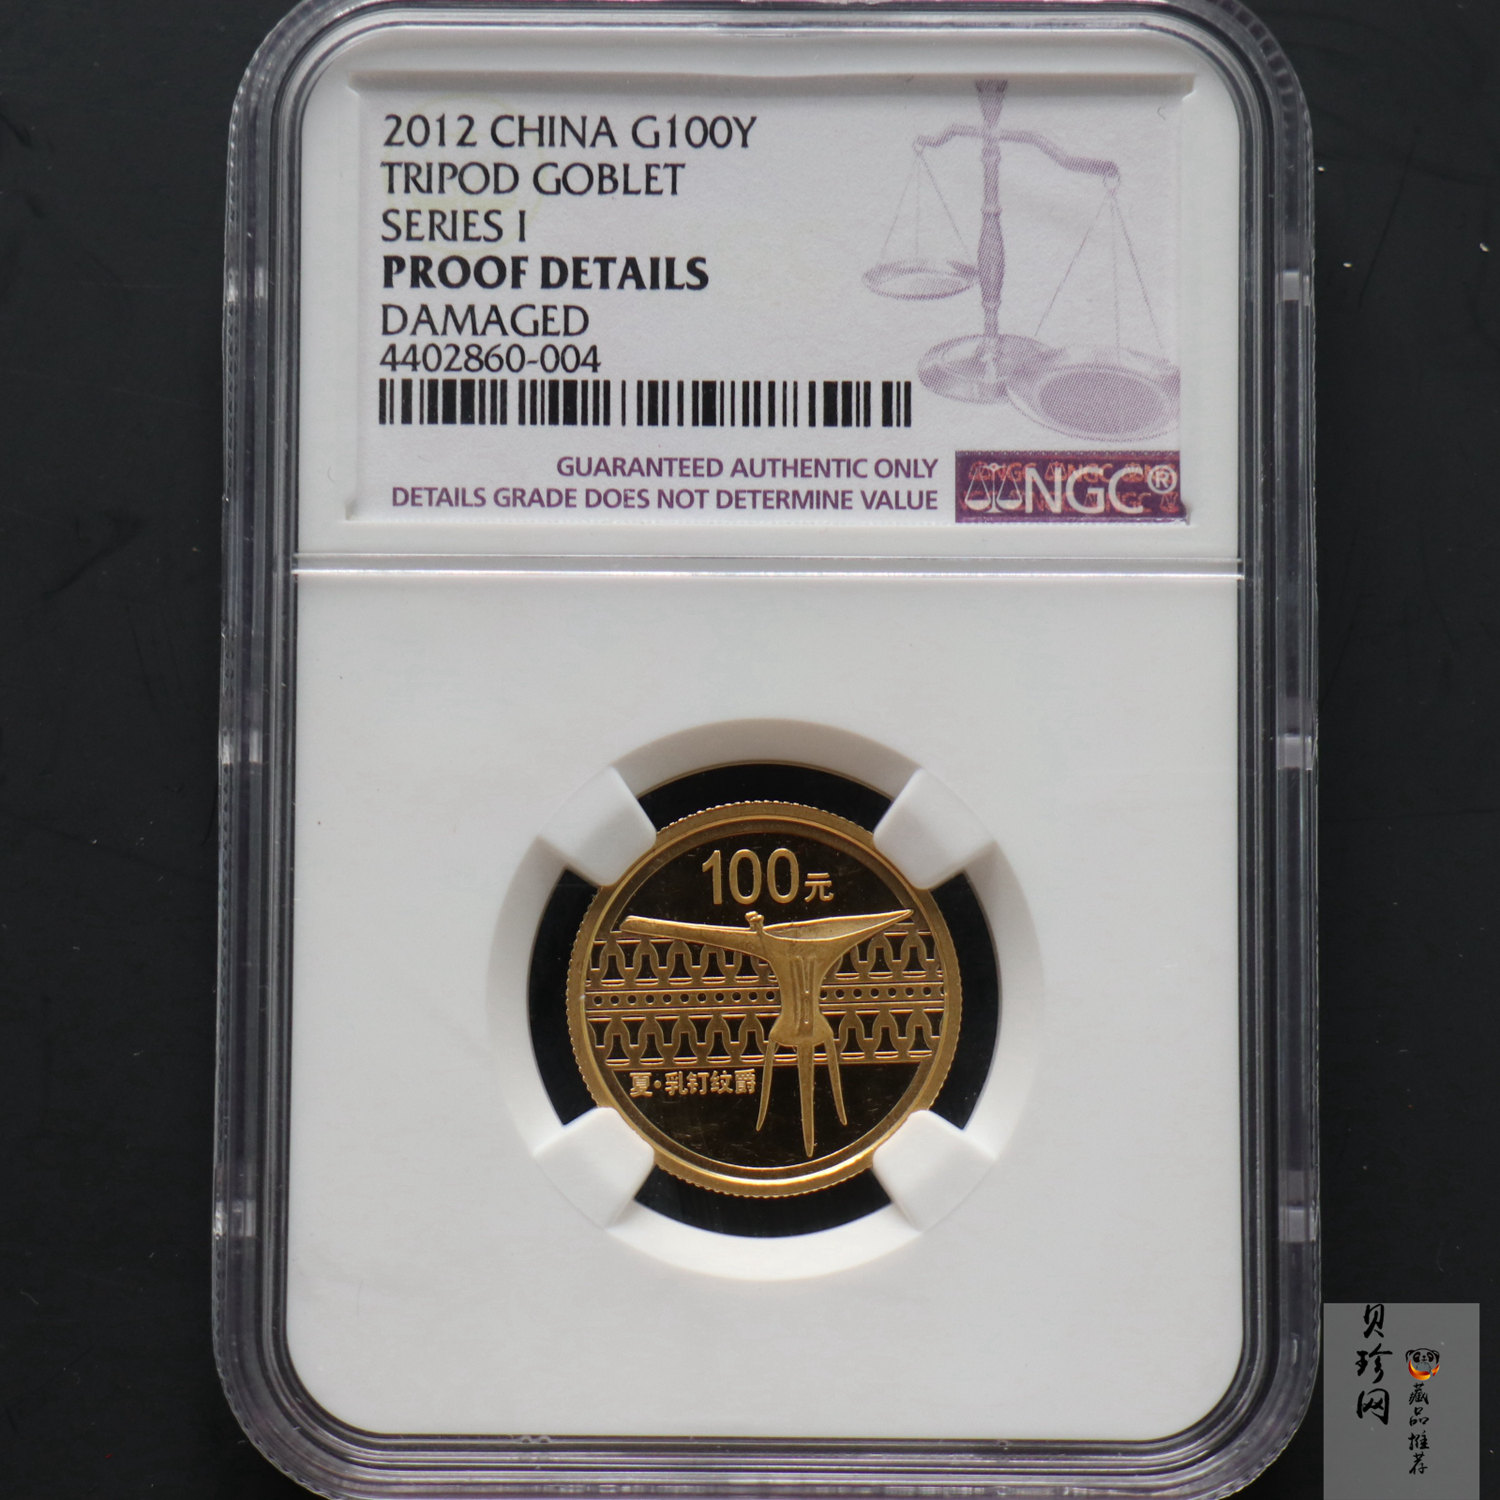 2012 CHINA G100Y
TRIPOD GOBLET
SERIES I
PROOF DETAILS
DAMAGED
4402860-004
GUARANTEED AUTHENTIC ONLY
DETAILS GRADE DOES NOT DETERMINE VALUE
NGC®
100元
夏·乳钉纹爵
贝珍网
藏品推荐